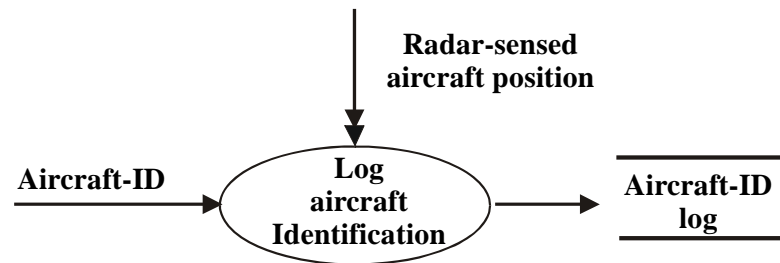 Radar-sensed
aircraft position
Aircraft-ID
Log
aircraft
Identification
Aircraft-ID
log